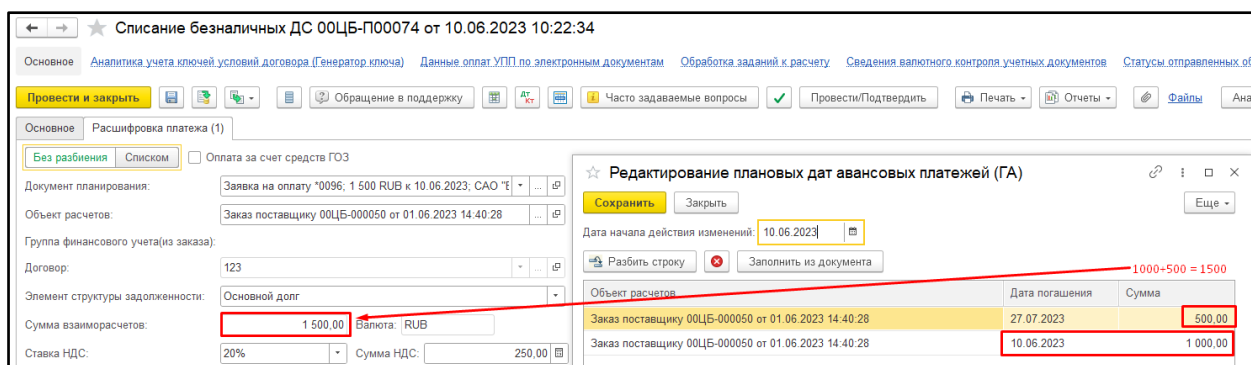 Списание безналичных ДС 00ЦБ-П00074 от 10.06.2023 10:22:34
Основное Аналитика учета ключей условий договора (Генератор ключа) Данные оплат УПП по электронным документам Обработка заданий к расчету Сведения валютного контроля учетных документов Статусы отправленных об
Провести и закрыть Обращение в поддержку Дт Кт Часто задаваемые вопросы Провести/Подтвердить Печать Отчеты Файлы Ана
Основное Расшифровка платежа (1)
Без разбиения Списком Оплата за счет средств ГОЗ
Документ планирования: Заявка на оплату *0096; 1 500 RUB к 10.06.2023; САО "
Объект расчетов: Заказ поставщику 00ЦБ-000050 от 01.06.2023 14:40:28
Группа финансового учета(из заказа):
Договор: 123
Элемент структуры задолженности: Основной долг
Сумма взаиморасчетов: 1 500,00 Валюта: RUB
Ставка НДС: 20% Сумма НДС: 250,00
Редактирование плановых дат авансовых платежей (ГА)
Сохранить Закрыть Еще
Дата начала действия изменений: 10.06.2023
Разбить строку Заполнить из документа
1000+500 = 1500
Объект расчетов Дата погашения Сумма
Заказ поставщику 00ЦБ-000050 от 01.06.2023 14:40:28 27.07.2023 500,00
Заказ поставщику 00ЦБ-000050 от 01.06.2023 14:40:28 10.06.2023 1 000,00